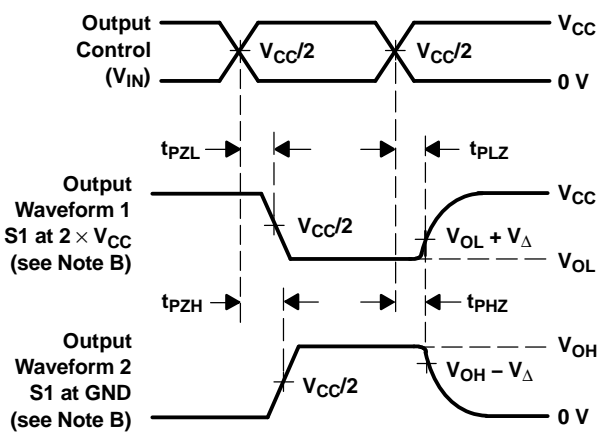 Output
Control
(VIN)
VCC/2
VCC/2
VCC
0 V
tPZL
tPLZ
Output
Waveform 1
S1 at 2 × VCC
(see Note B)
VCC/2
VCC
VOL + VΔ
VOL
tPZH
tPHZ
Output
Waveform 2
S1 at GND
(see Note B)
VCC/2
VOH
VOH − VΔ
0 V